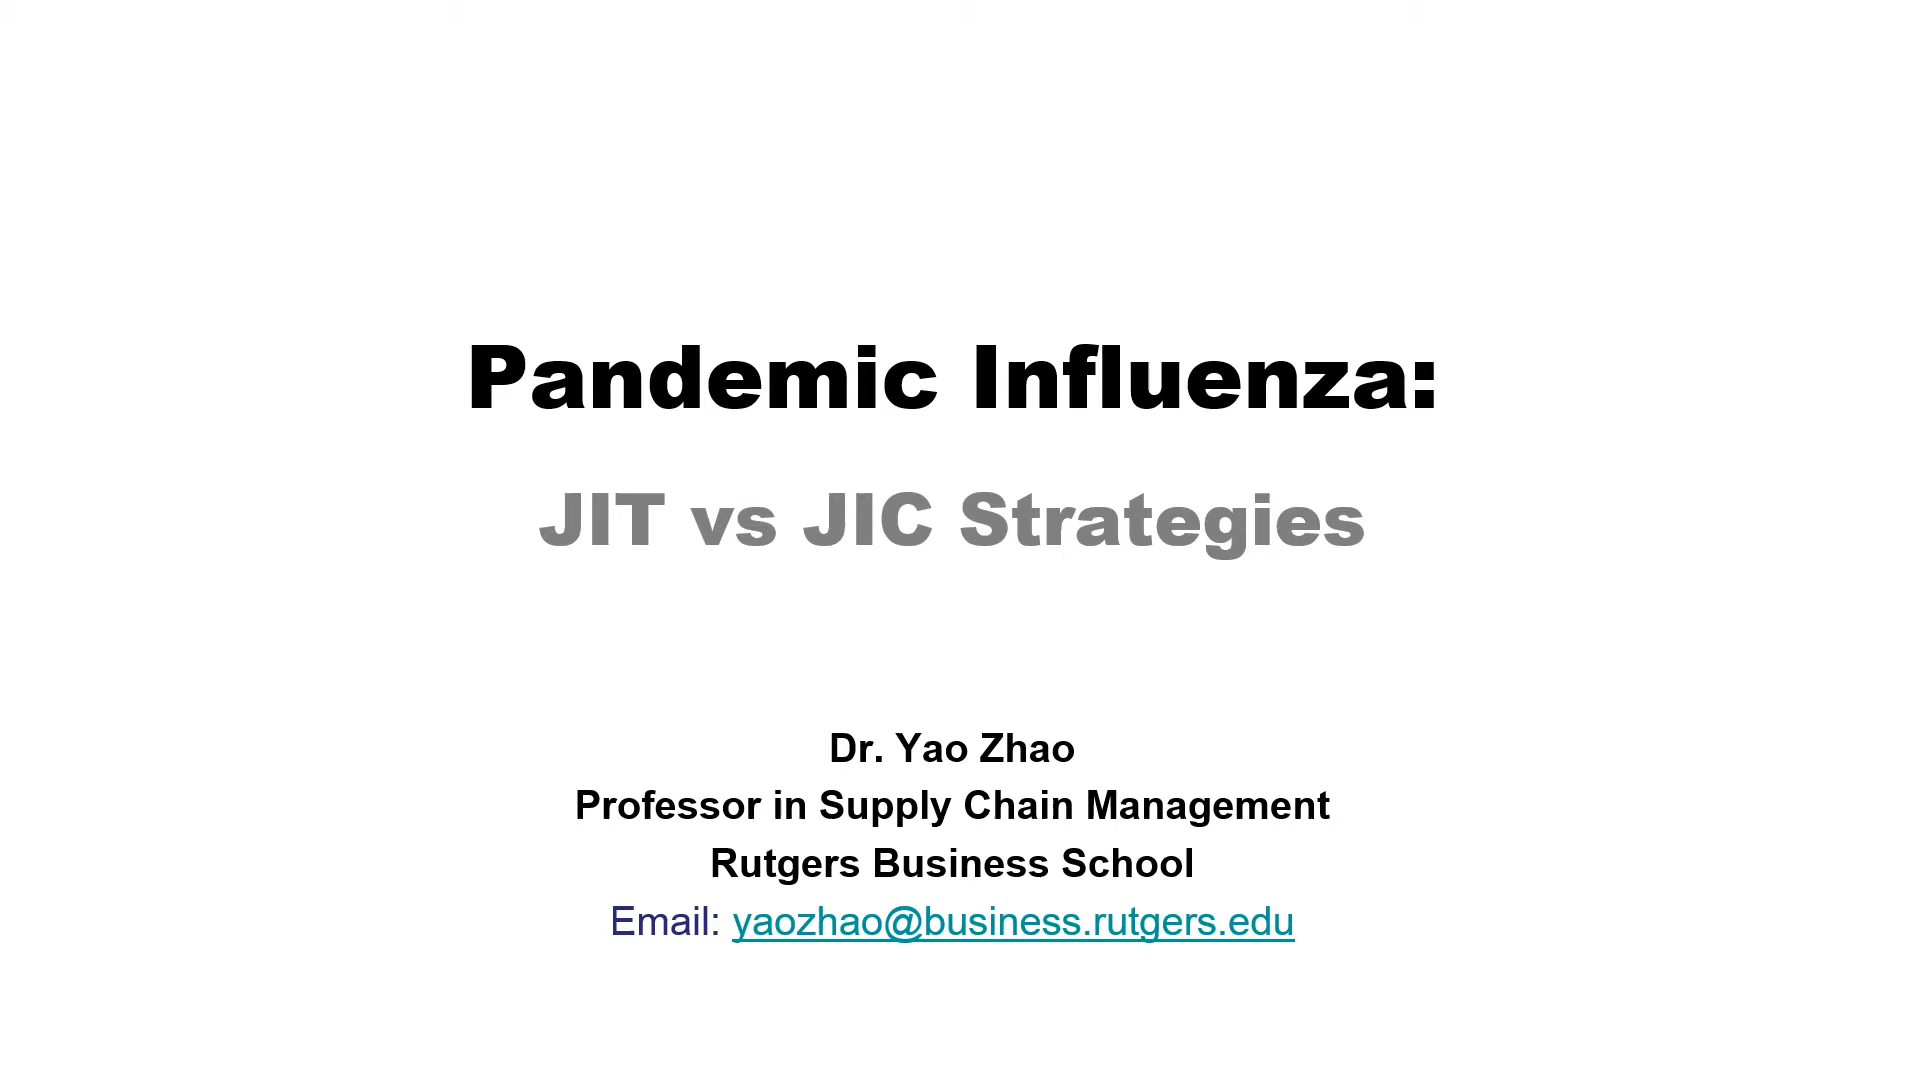 Pandemic Influenza:
JIT vs JIC Strategies
Dr. Yao Zhao
Professor in Supply Chain Management
Rutgers Business School
Email: yaozhao@business.rutgers.edu